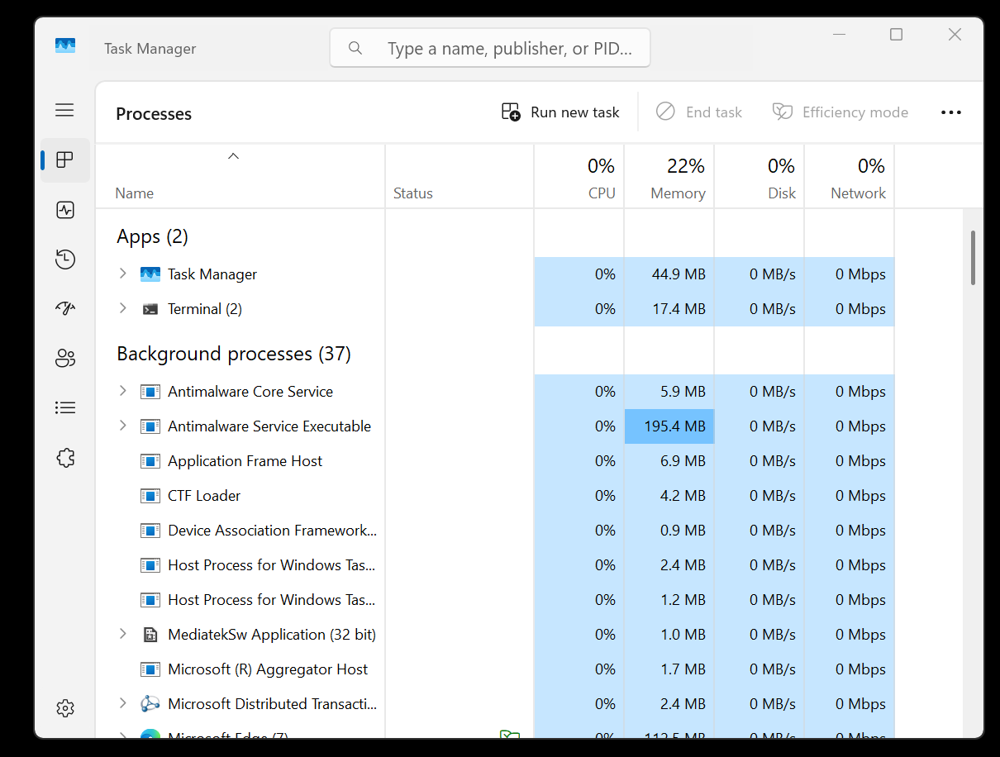 Task Manager
Type a name, publisher, or PID...
Processes
Run new task
End task
Efficiency mode
0% 22% 0% 0%
Name Status CPU Memory Disk Network
Apps (2)
Task Manager 0% 44.9 MB 0 MB/s 0 Mbps
Terminal (2) 0% 17.4 MB 0 MB/s 0 Mbps
Background processes (37)
Antimalware Core Service 0% 5.9 MB 0 MB/s 0 Mbps
Antimalware Service Executable 0% 195.4 MB 0 MB/s 0 Mbps
Application Frame Host 0% 6.9 MB 0 MB/s 0 Mbps
CTF Loader 0% 4.2 MB 0 MB/s 0 Mbps
Device Association Framework... 0% 0.9 MB 0 MB/s 0 Mbps
Host Process for Windows Tas... 0% 2.4 MB 0 MB/s 0 Mbps
Host Process for Windows Tas... 0% 1.2 MB 0 MB/s 0 Mbps
MediatekSw Application (32 bit) 0% 1.0 MB 0 MB/s 0 Mbps
Microsoft (R) Aggregator Host 0% 1.7 MB 0 MB/s 0 Mbps
Microsoft Distributed Transacti... 0% 2.4 MB 0 MB/s 0 Mbps
Microsoft Edge (7) 0% 112.5 MB 0 MB/s 0 Mbps